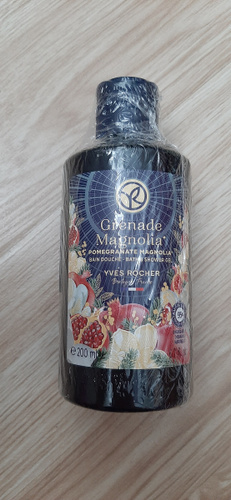 Grenade
Magnolia
POMEGRANATE MAGNOLIA
BAIN DOUCHE - BATH & SHOWER GEL
YVES ROCHER
℮ 200 ml